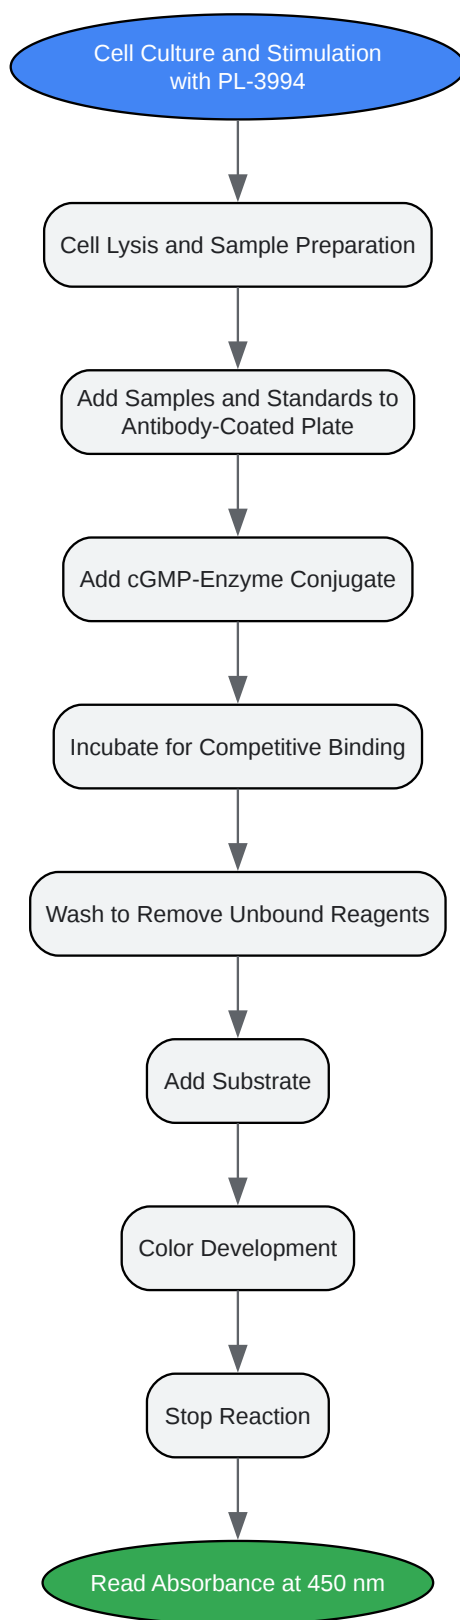 Cell Culture and Stimulation
with PL-3994
Cell Lysis and Sample Preparation
Add Samples and Standards to
Antibody-Coated Plate
Add cGMP-Enzyme Conjugate
Incubate for Competitive Binding
Wash to Remove Unbound Reagents
Add Substrate
Color Development
Stop Reaction
Read Absorbance at 450 nm